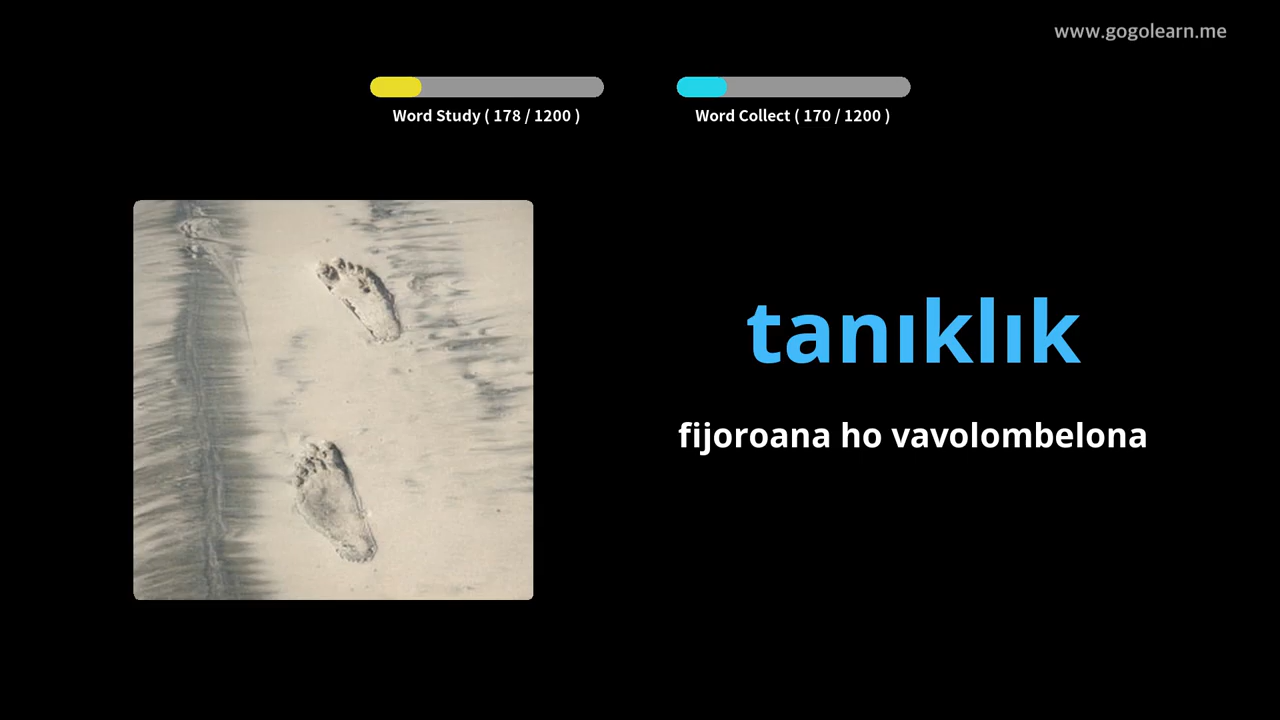 www.gogolearn.me
Word Study ( 178 / 1200 )
Word Collect ( 170 / 1200 )
tanıklık
fijoroana ho vavolombelona